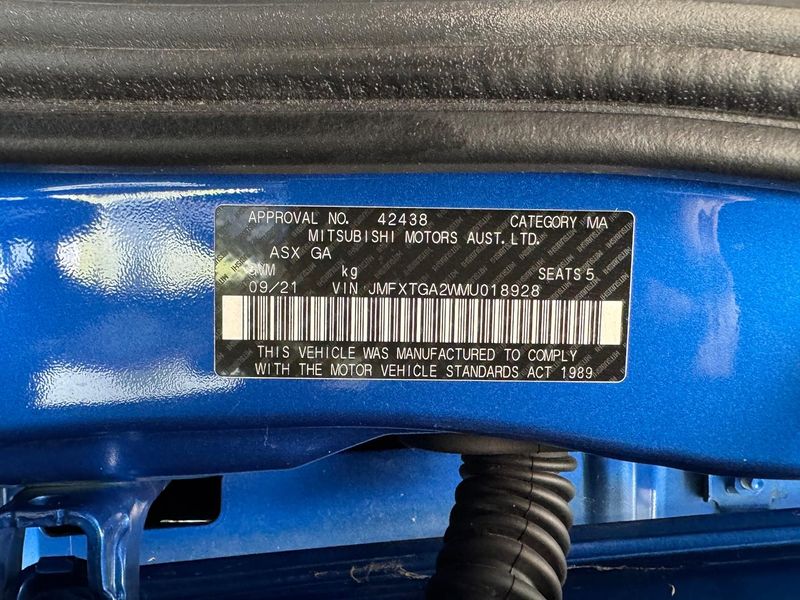 APPROVAL NO. 42438 CATEGORY MA
MITSUBISHI MOTORS AUST. LTD.
ASX GA
GVM kg SEATS 5
09/21 VIN JMFXTGA2WMU018928
THIS VEHICLE WAS MANUFACTURED TO COMPLY
WITH THE MOTOR VEHICLE STANDARDS ACT 1989